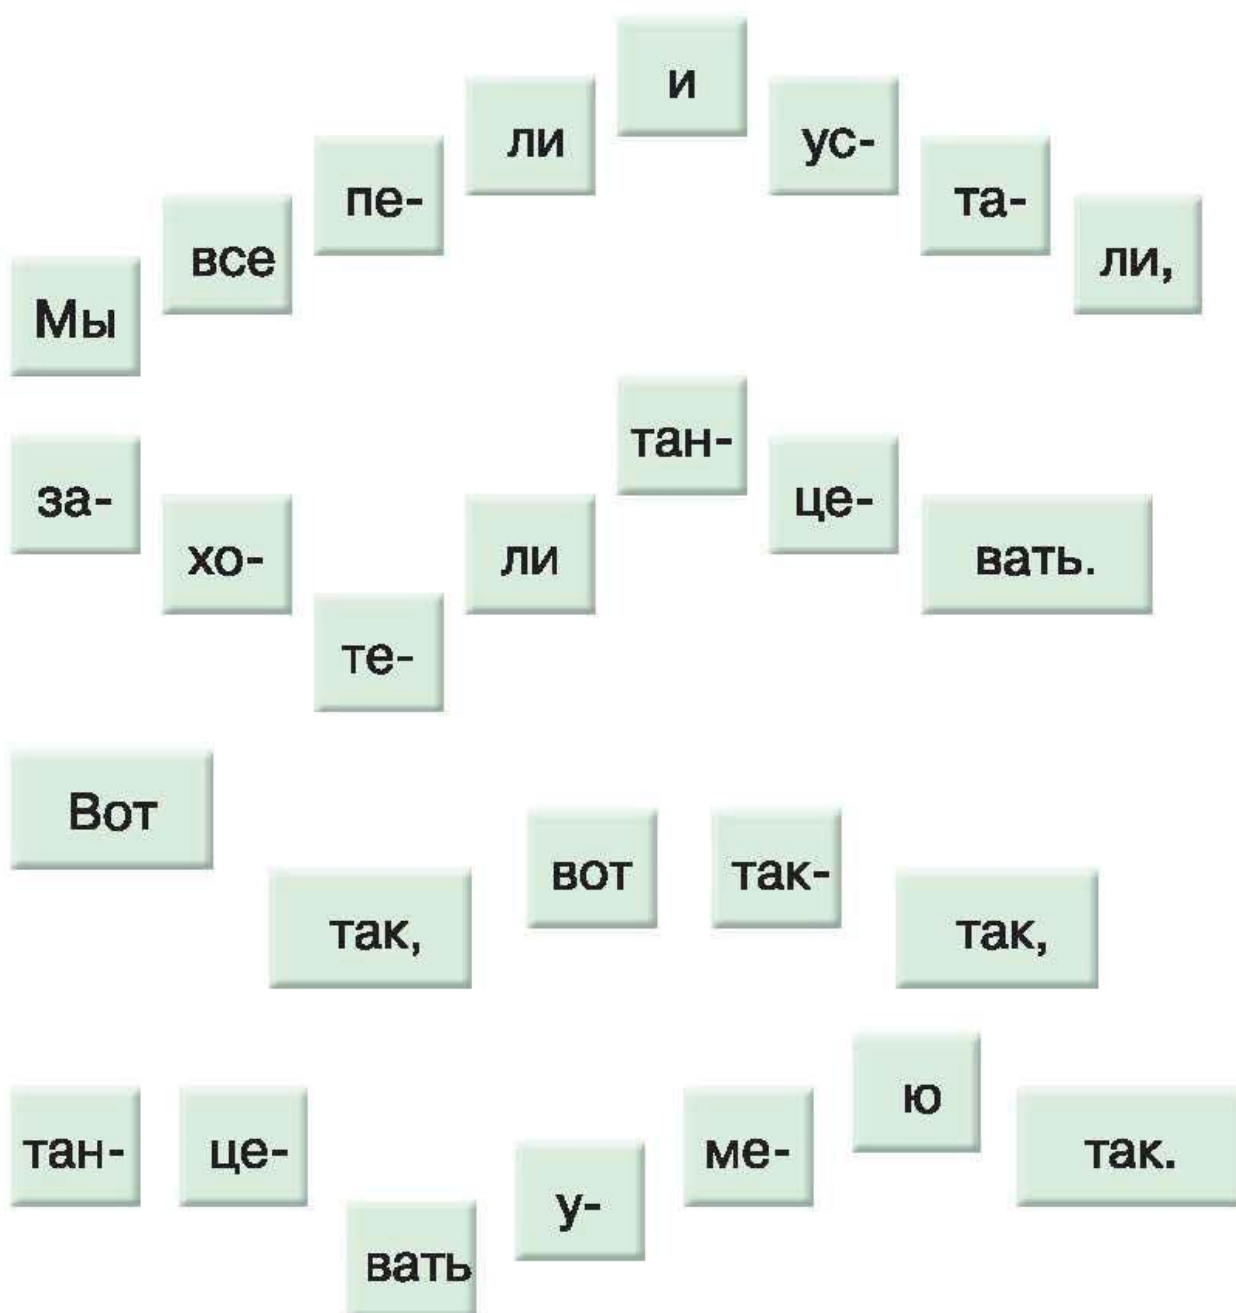 Мы все пе- ли и ус- та- ли,
за- хо- те- ли тан- це- вать.
Вот так, вот так- так,
тан- це- вать у- ме- ю так.